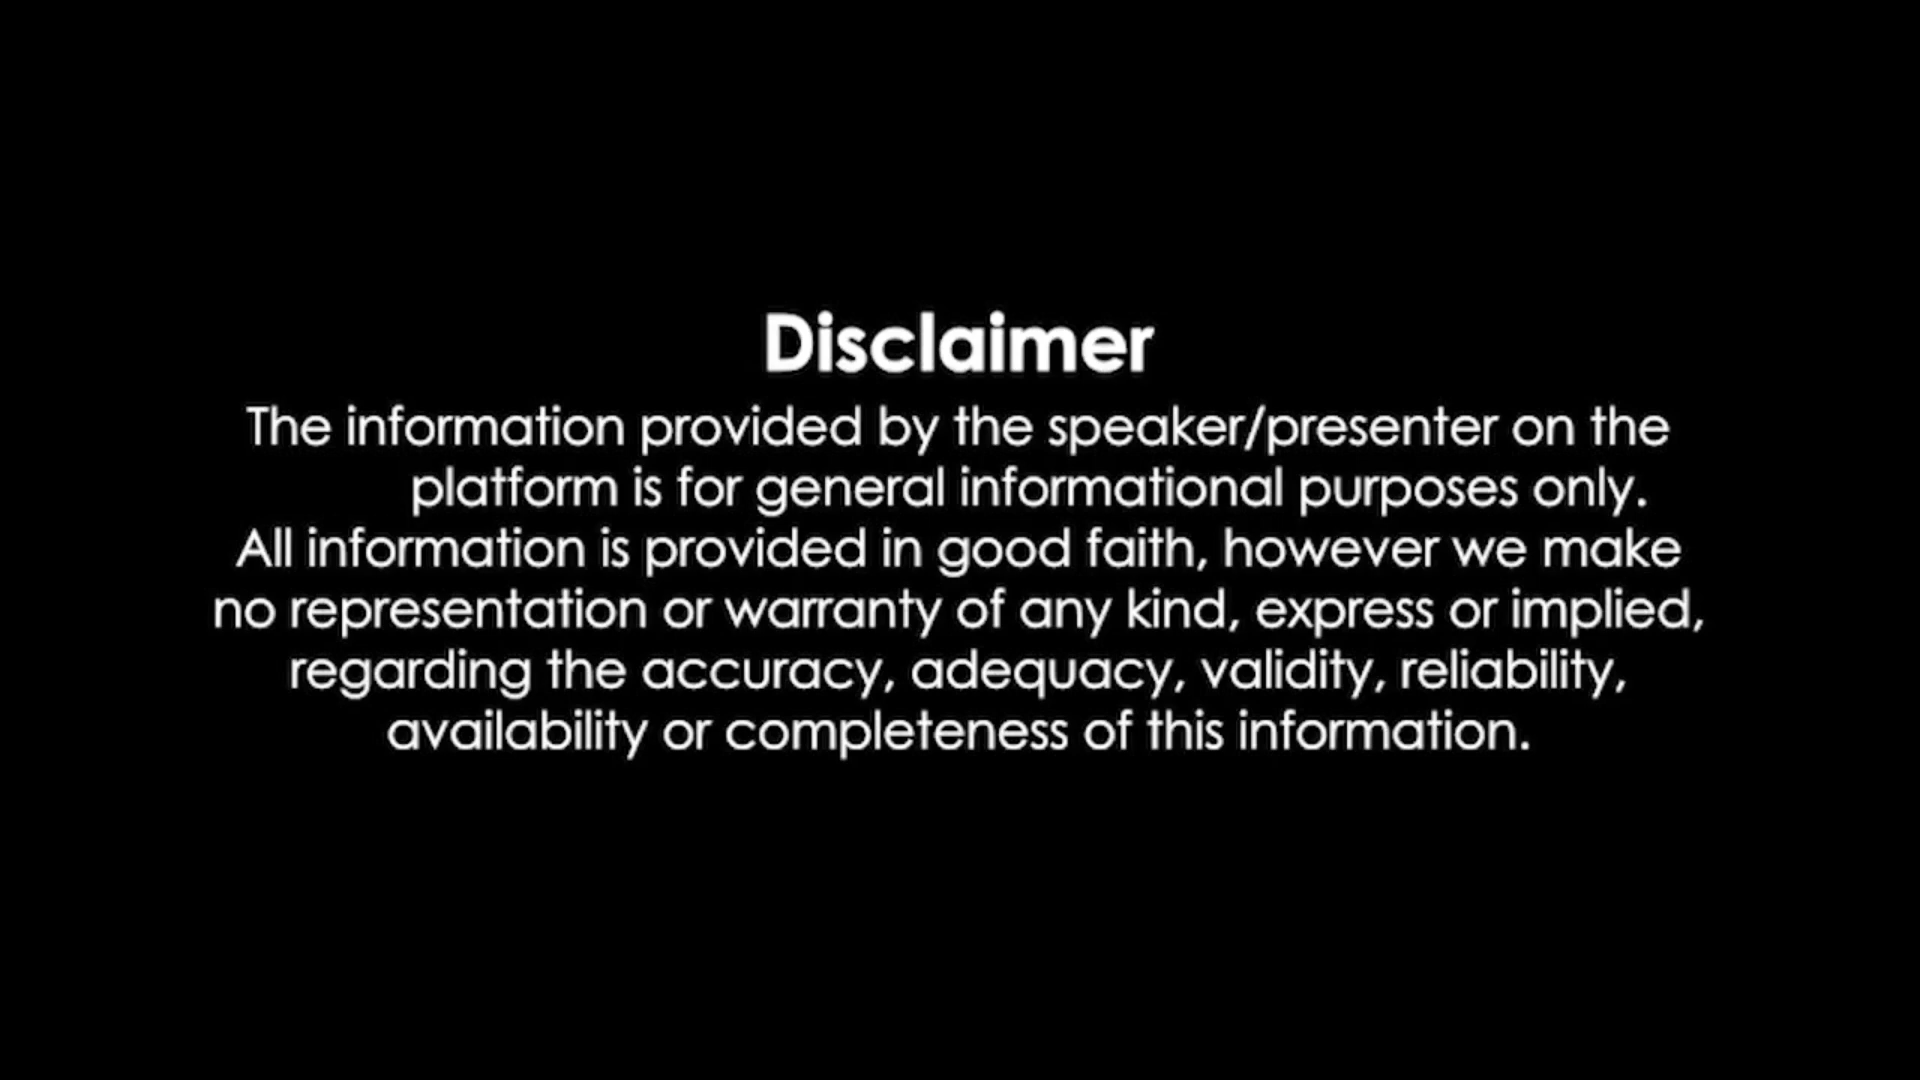 Disclaimer
The information provided by the speaker/presenter on the
platform is for general informational purposes only.
All information is provided in good faith, however we make
no representation or warranty of any kind, express or implied,
regarding the accuracy, adequacy, validity, reliability,
availability or completeness of this information.